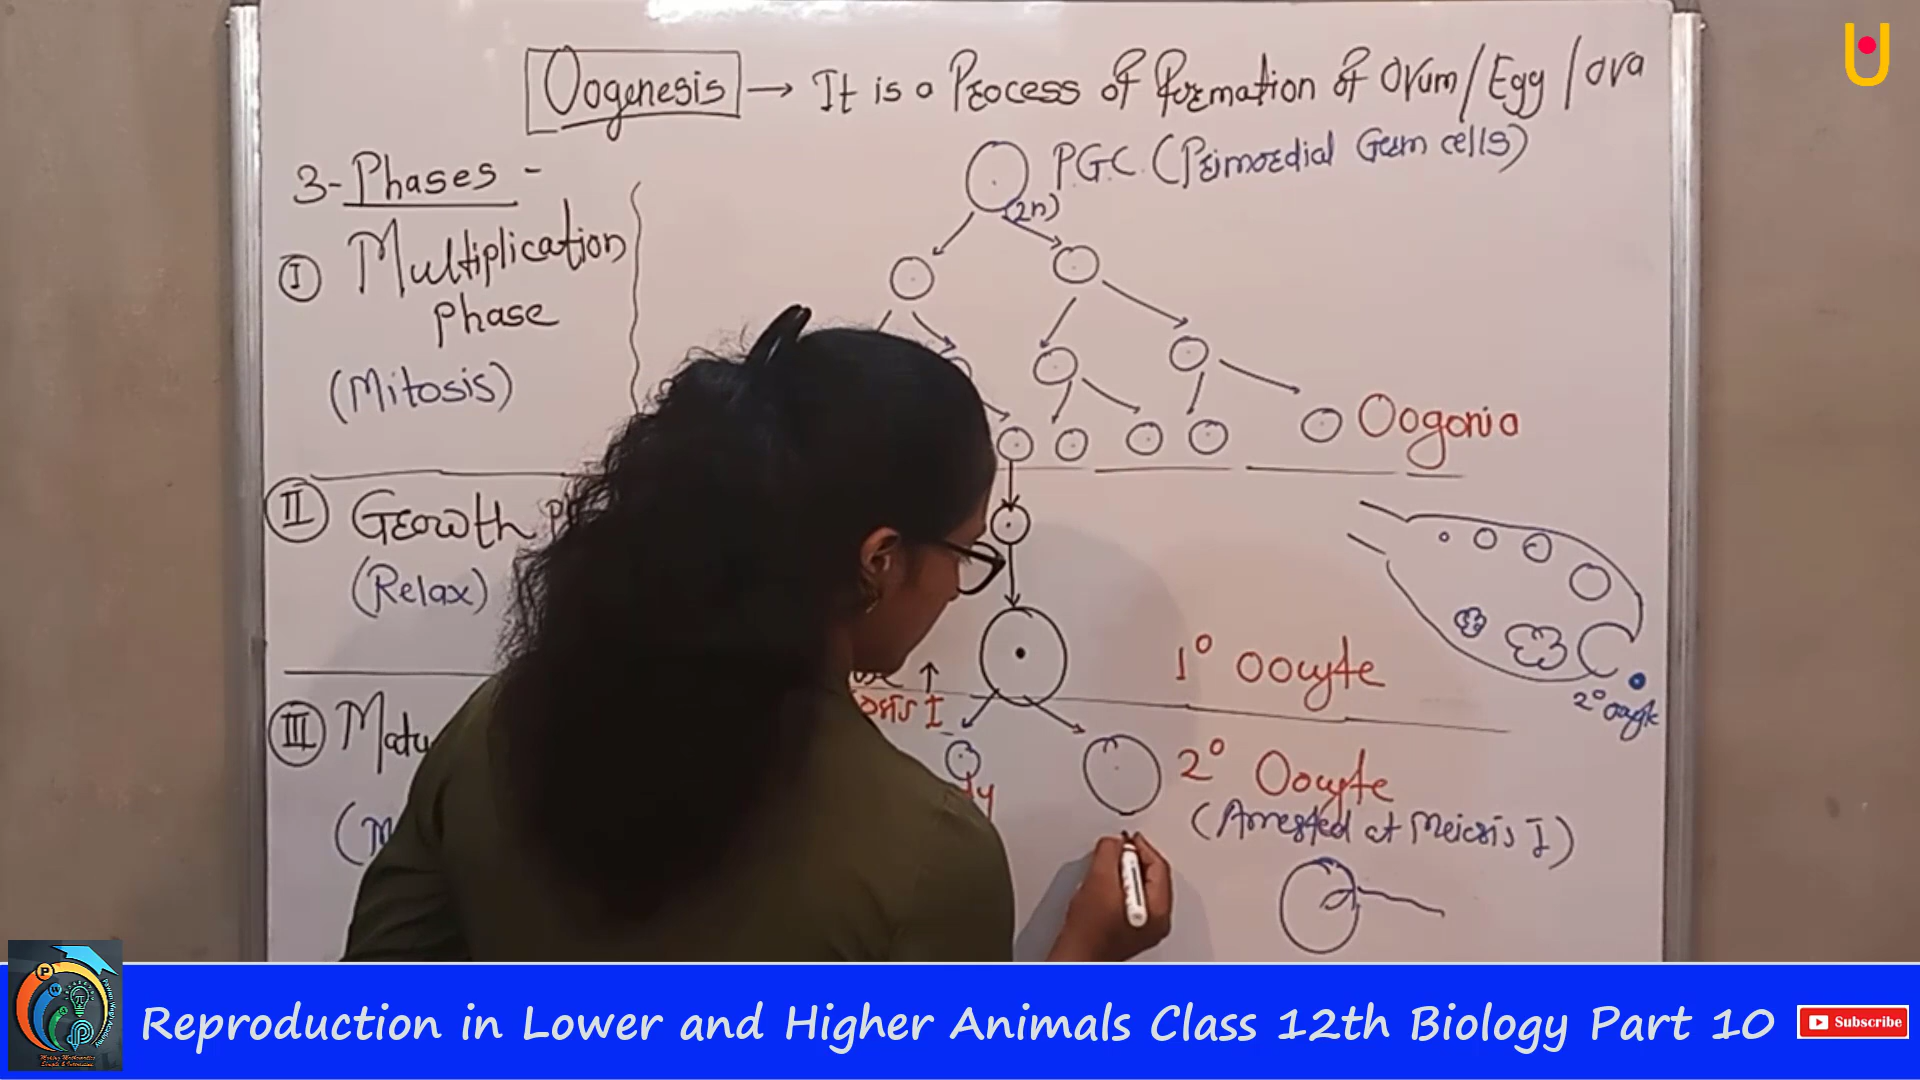 Oogenesis → It is a Process of formation of Ovum/Egg/ova
P.G.C. (Primordial Germ cells)
(2n)
3-Phases -
I Multiplication
phase
(Mitosis)
Oogonia
II Growth
(Relax)
1° Oocyte
2° Oocyte
III
I
2° Oocyte
(Arrested at Meiosis I)
Reproduction in Lower and Higher Animals Class 12th Biology Part 10
Subscribe